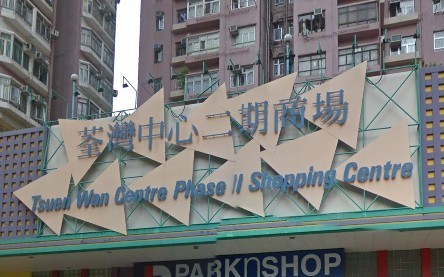 荃灣中心二期商場
Tsuen Wan Centre Phase II Shopping Centre
PARKNSHOP